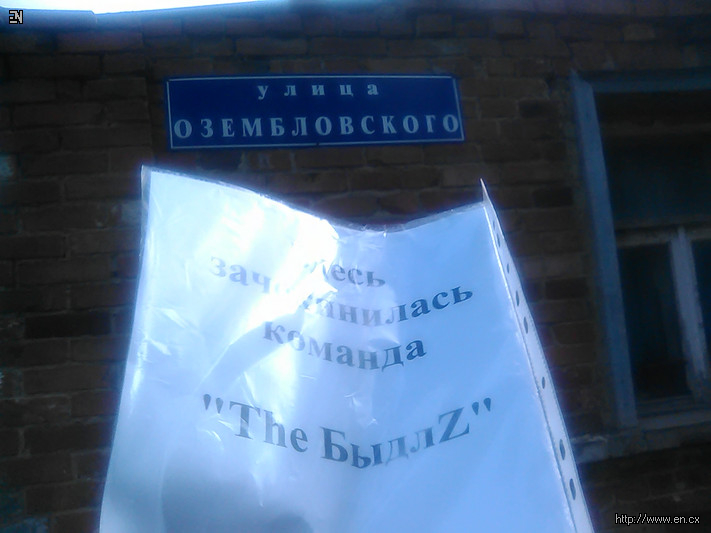 EN
улица
ОЗЕМБЛОВСКОГО
команда
"The БыдлZ"
http://www.en.cx